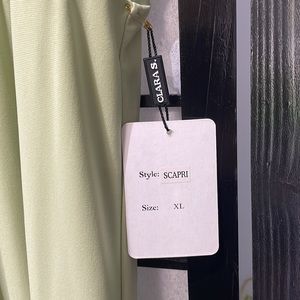 CLARA S.
Style: SCAPRI
Size: XL